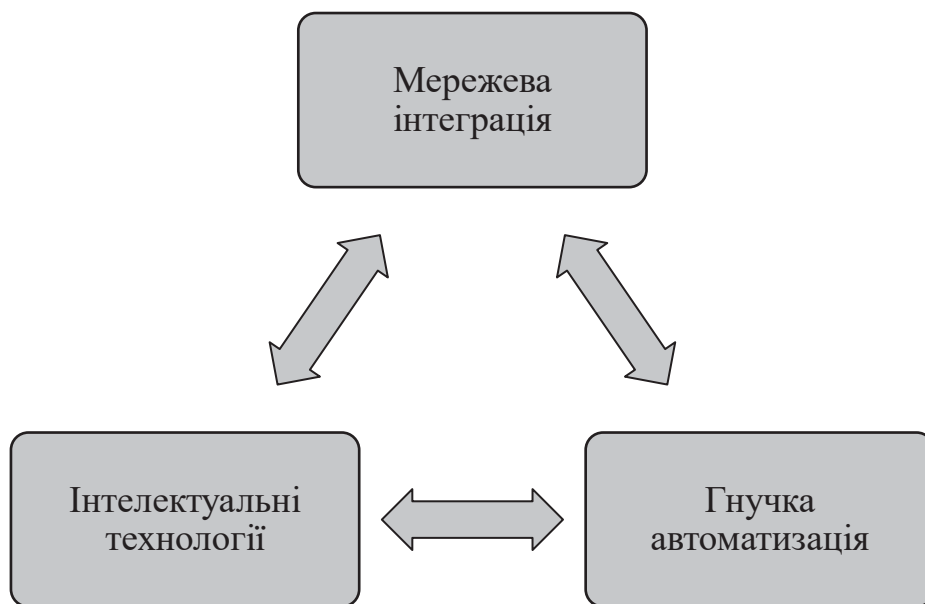 Мережева
інтеграція
Інтелектуальні
технології
Гнучка
автоматизація